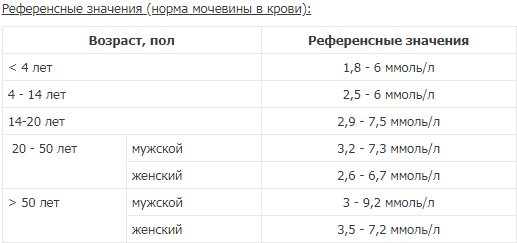 Референсные значения (норма мочевины в крови):
Возраст, пол Референсные значения
< 4 лет 1,8 - 6 ммоль/л
4 - 14 лет 2,5 - 6 ммоль/л
14-20 лет 2,9 - 7,5 ммоль/л
20 - 50 лет мужской 3,2 - 7,3 ммоль/л
женский 2,6 - 6,7 ммоль/л
> 50 лет мужской 3 - 9,2 ммоль/л
женский 3,5 - 7,2 ммоль/л